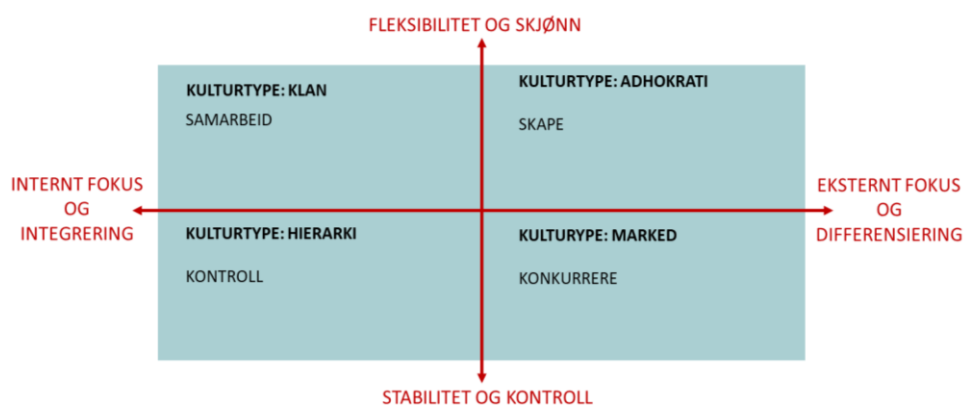 FLEKSIBILITET OG SKJØNN
KULTURTYPE: KLAN
SAMARBEID
KULTURTYPE: ADHOKRATI
SKAPE
INTERNT FOKUS
OG
INTEGRERING
EKSTERNT FOKUS
OG
DIFFERENSIERING
KULTURTYPE: HIERARKI
KONTROLL
KULTURYPE: MARKED
KONKURRERE
STABILITET OG KONTROLL